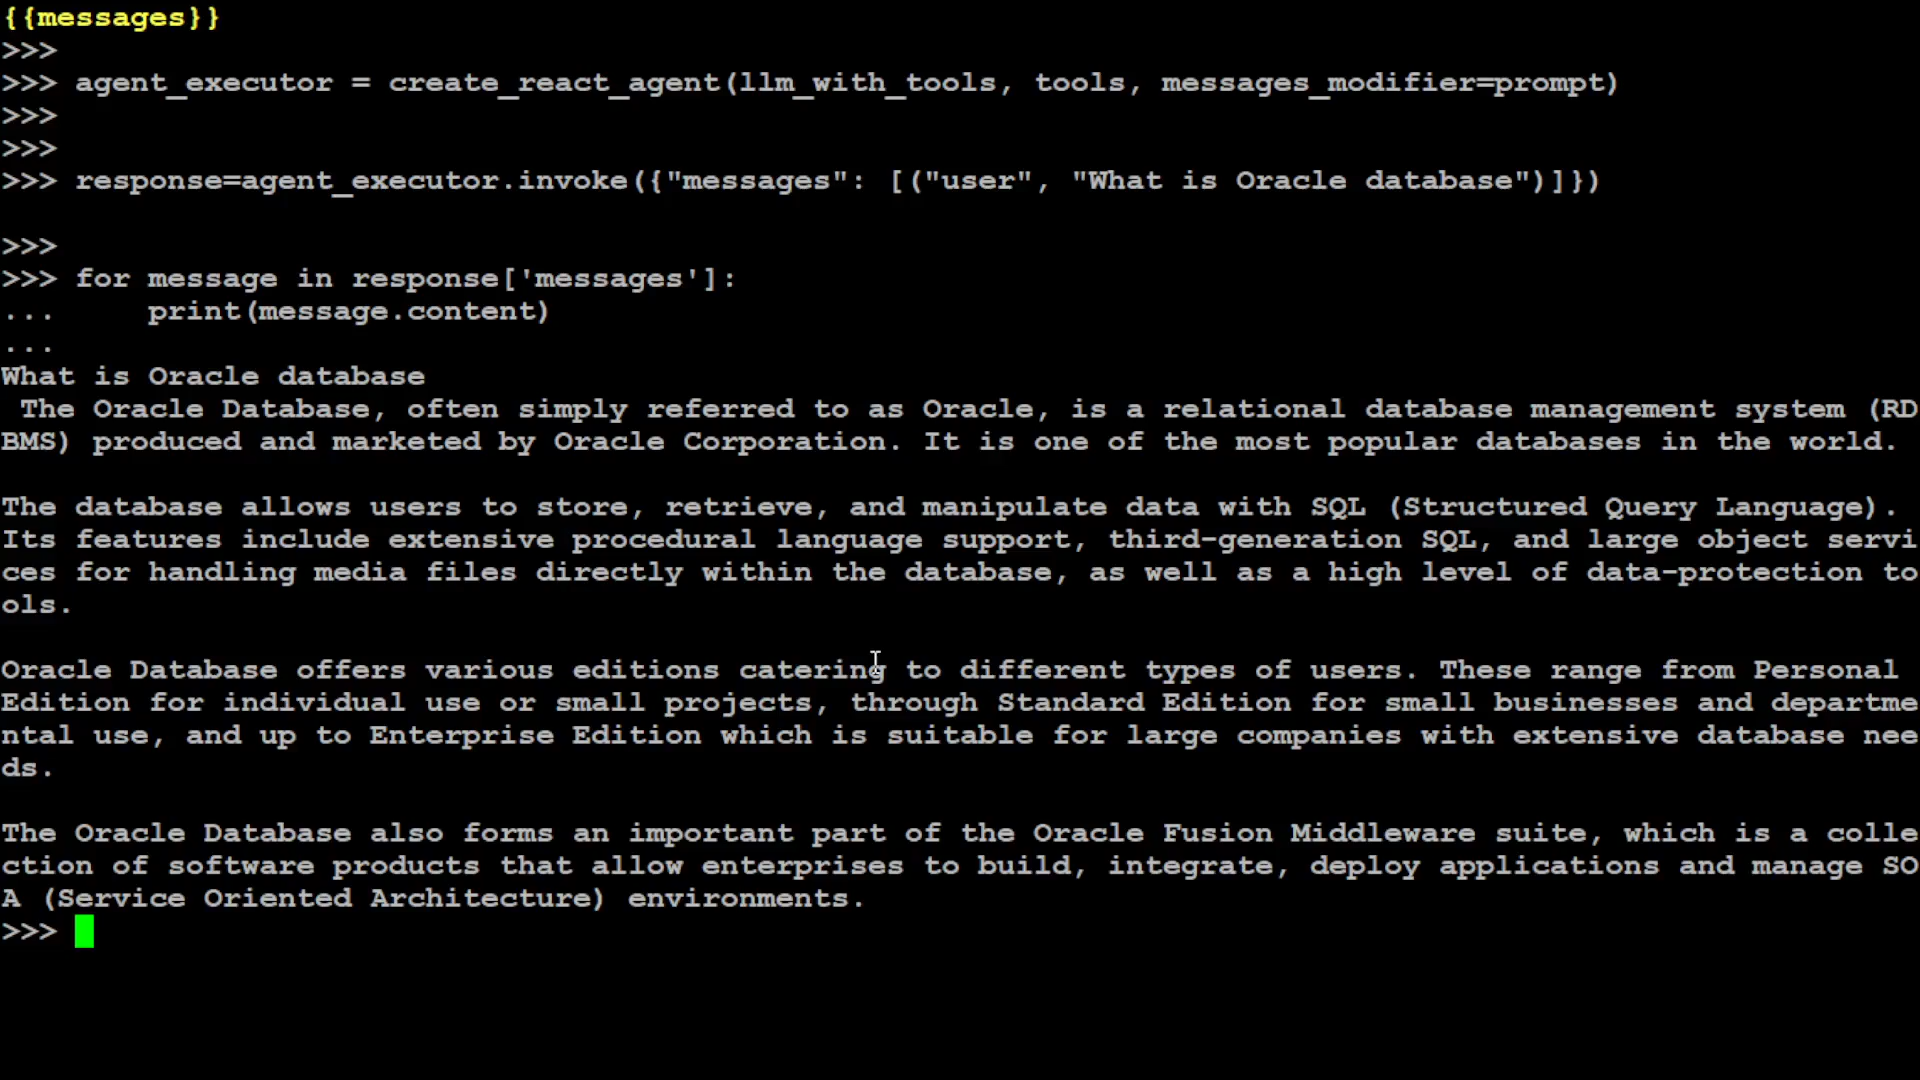 {{messages}}
>>>
>>> agent_executor = create_react_agent(llm_with_tools, tools, messages_modifier=prompt)
>>>
>>>
>>> response=agent_executor.invoke({"messages": [("user", "What is Oracle database")]})
>>>
>>> for message in response['messages']:
...     print(message.content)
...
What is Oracle database
 The Oracle Database, often simply referred to as Oracle, is a relational database management system (RD
BMS) produced and marketed by Oracle Corporation. It is one of the most popular databases in the world.
The database allows users to store, retrieve, and manipulate data with SQL (Structured Query Language).
Its features include extensive procedural language support, third-generation SQL, and large object servi
ces for handling media files directly within the database, as well as a high level of data-protection to
ols.
Oracle Database offers various editions catering to different types of users. These range from Personal
Edition for individual use or small projects, through Standard Edition for small businesses and departme
ntal use, and up to Enterprise Edition which is suitable for large companies with extensive database nee
ds.
The Oracle Database also forms an important part of the Oracle Fusion Middleware suite, which is a colle
ction of software products that allow enterprises to build, integrate, deploy applications and manage SO
A (Service Oriented Architecture) environments.
>>>